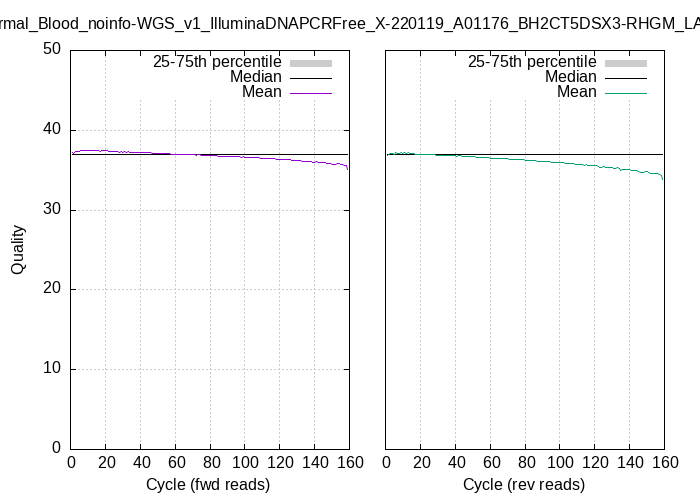 rmal_Blood_noinfo-WGS_v1_IlluminaDNAPCRFree_X-220119_A01176_BH2CT5DSX3-RHGM_LA
50
40
30
20
10
0
Quality
25-75th percentile
Median
Mean
0 20 40 60 80 100 120 140 160
Cycle (fwd reads)
25-75th percentile
Median
Mean
0 20 40 60 80 100 120 140 160
Cycle (rev reads)